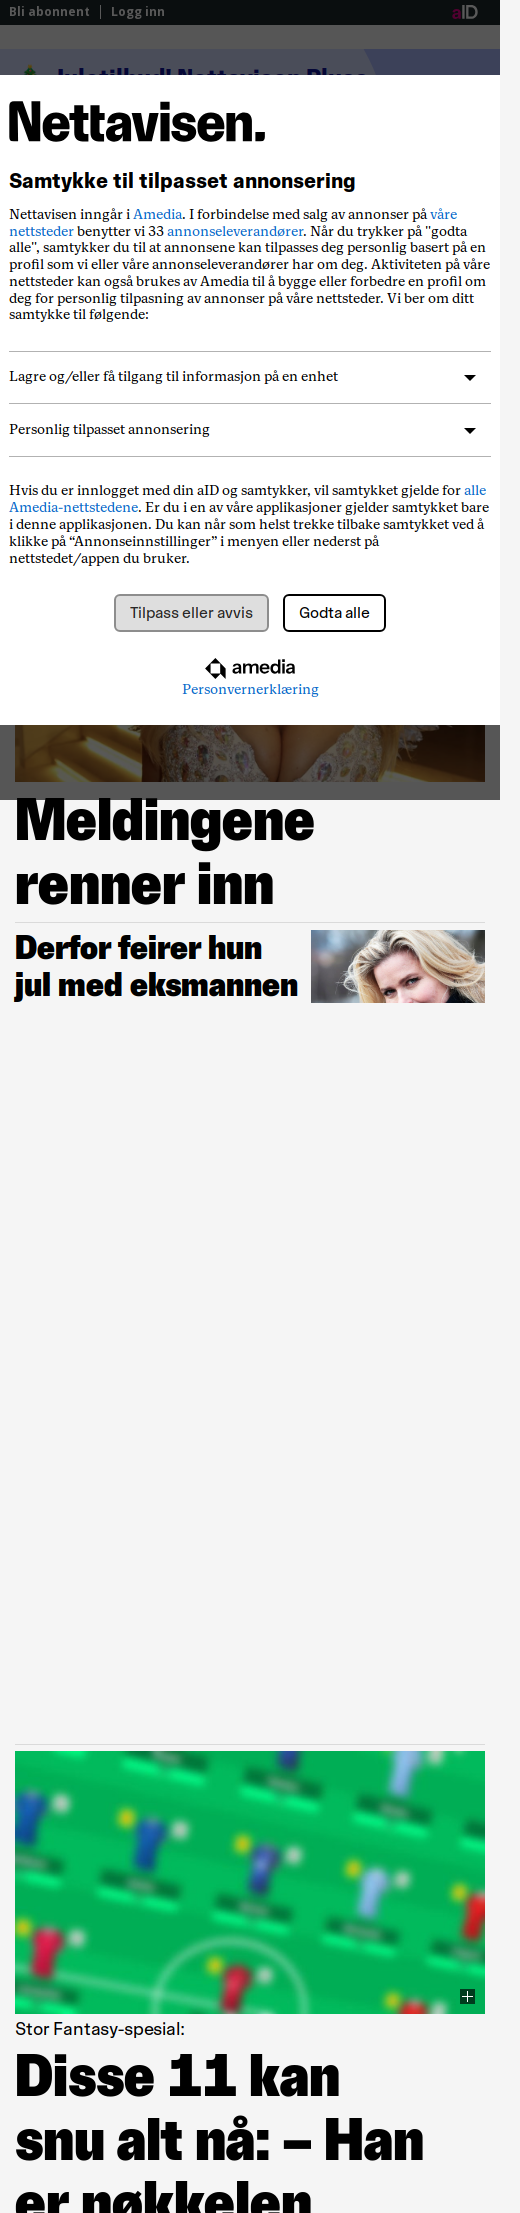 Bli abonnent | Logg inn
aID
Juletilbud! Nettavisen Pluss
Nettavisen.
Samtykke til tilpasset annonsering
Nettavisen inngår i Amedia. I forbindelse med salg av annonser på våre
nettsteder benytter vi 33 annonseleverandører. Når du trykker på "godta
alle", samtykker du til at annonsene kan tilpasses deg personlig basert på en
profil som vi eller våre annonseleverandører har om deg. Aktiviteten på våre
nettsteder kan også brukes av Amedia til å bygge eller forbedre en profil om
deg for personlig tilpasning av annonser på våre nettsteder. Vi ber om ditt
samtykke til følgende:
Lagre og/eller få tilgang til informasjon på en enhet
Personlig tilpasset annonsering
Hvis du er innlogget med din aID og samtykker, vil samtykket gjelde for alle
Amedia-nettstedene. Er du i en av våre applikasjoner gjelder samtykket bare
i denne applikasjonen. Du kan når som helst trekke tilbake samtykket ved å
klikke på “Annonseinnstillinger” i menyen eller nederst på
nettstedet/appen du bruker.
Tilpass eller avvis
Godta alle
amedia
Personvernerklæring
Meldingene
renner inn
Derfor feirer hun
jul med eksmannen
Stor Fantasy-spesial:
Disse 11 kan
snu alt nå: – Han
er nøkkelen